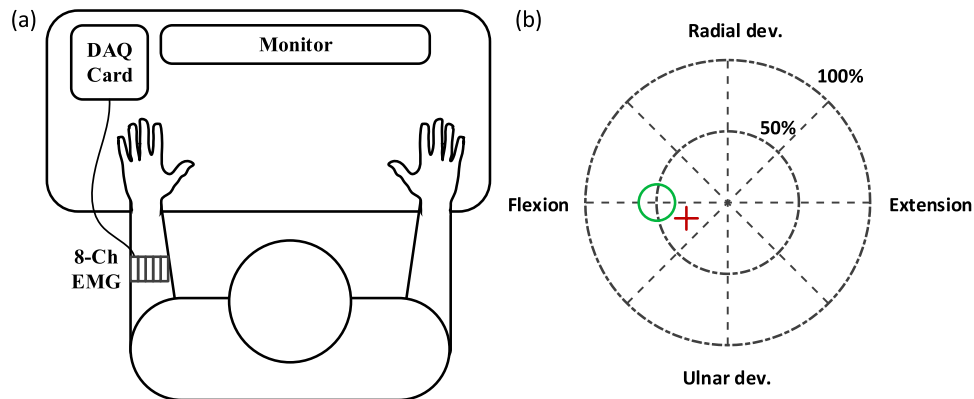 (a)
DAQ
Card
Monitor
8-Ch
EMG
(b)
Radial dev.
100%
50%
Flexion
Extension
Ulnar dev.